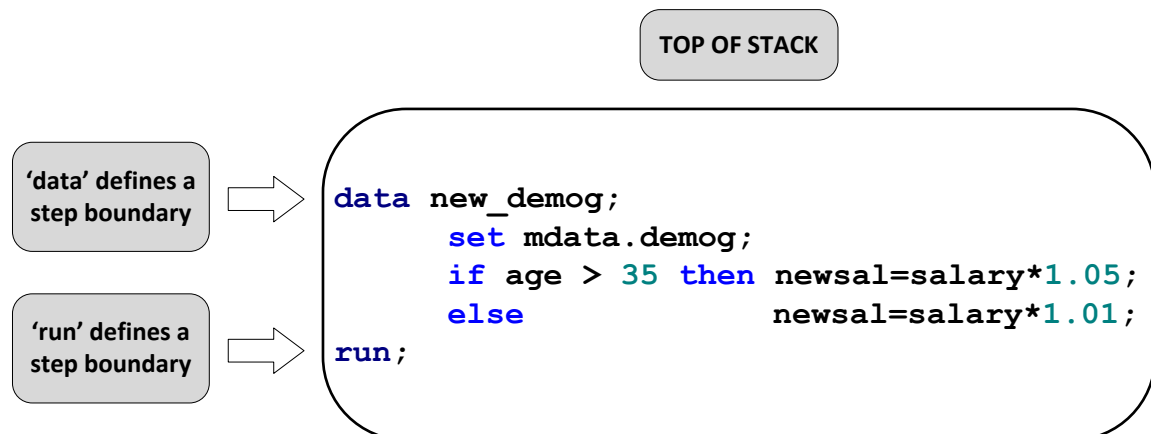 TOP OF STACK
‘data’ defines a
step boundary
data new_demog;
set mdata.demog;
if age > 35 then newsal=salary*1.05;
else newsal=salary*1.01;
‘run’ defines a
step boundary
run;